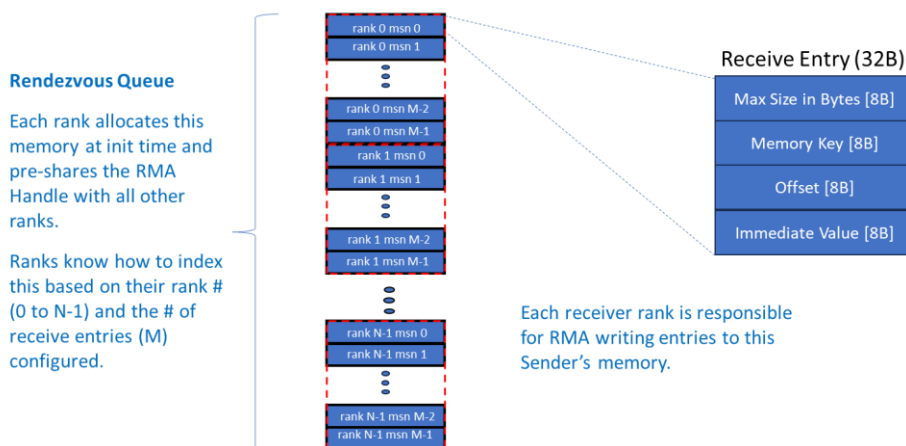 Rendezvous Queue
Each rank allocates this
memory at init time and
pre-shares the RMA
Handle with all other
ranks.
Ranks know how to index
this based on their rank #
(0 to N-1) and the # of
receive entries (M)
configured.
rank 0 msn 0
rank 0 msn 1
rank 0 msn M-2
rank 0 msn M-1
rank 1 msn 0
rank 1 msn 1
rank 1 msn M-2
rank 1 msn M-1
rank N-1 msn 0
rank N-1 msn 1
rank N-1 msn M-2
rank N-1 msn M-1
Receive Entry (32B)
Max Size in Bytes [8B]
Memory Key [8B]
Offset [8B]
Immediate Value [8B]
Each receiver rank is responsible
for RMA writing entries to this
Sender's memory.